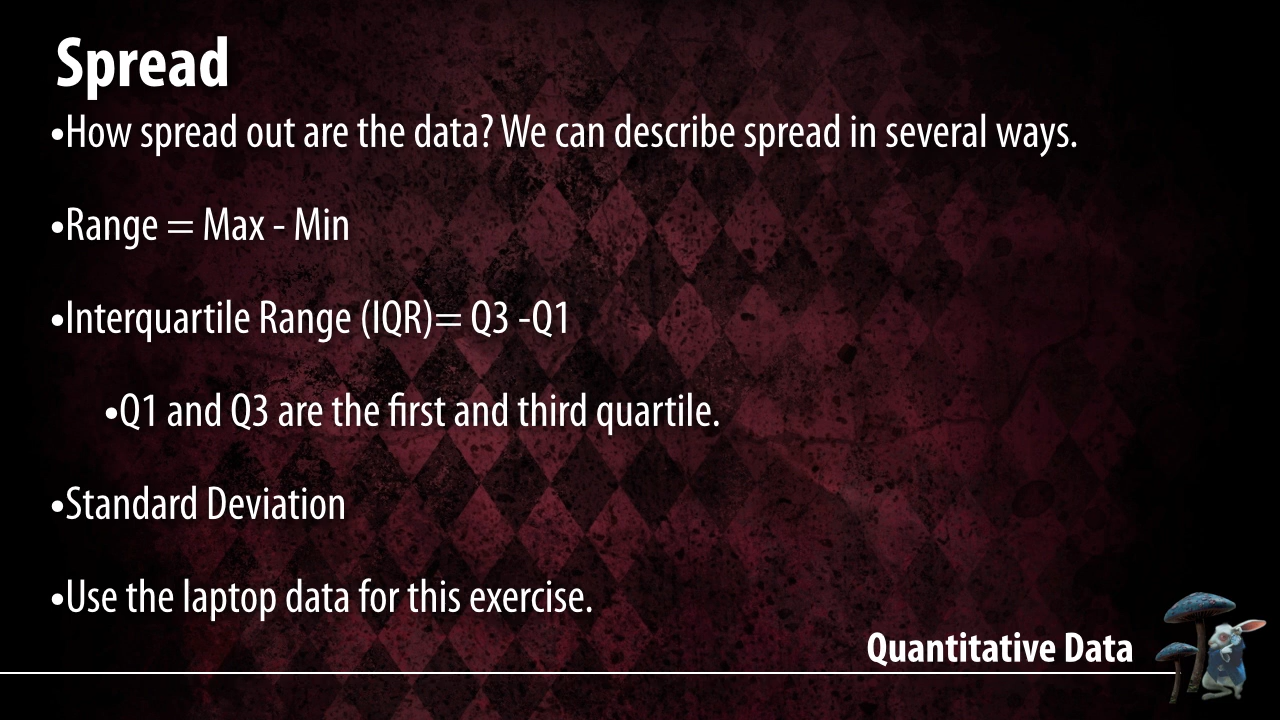 Spread
•How spread out are the data? We can describe spread in several ways.
•Range = Max - Min
•Interquartile Range (IQR)= Q3 -Q1
•Q1 and Q3 are the first and third quartile.
•Standard Deviation
•Use the laptop data for this exercise.
Quantitative Data